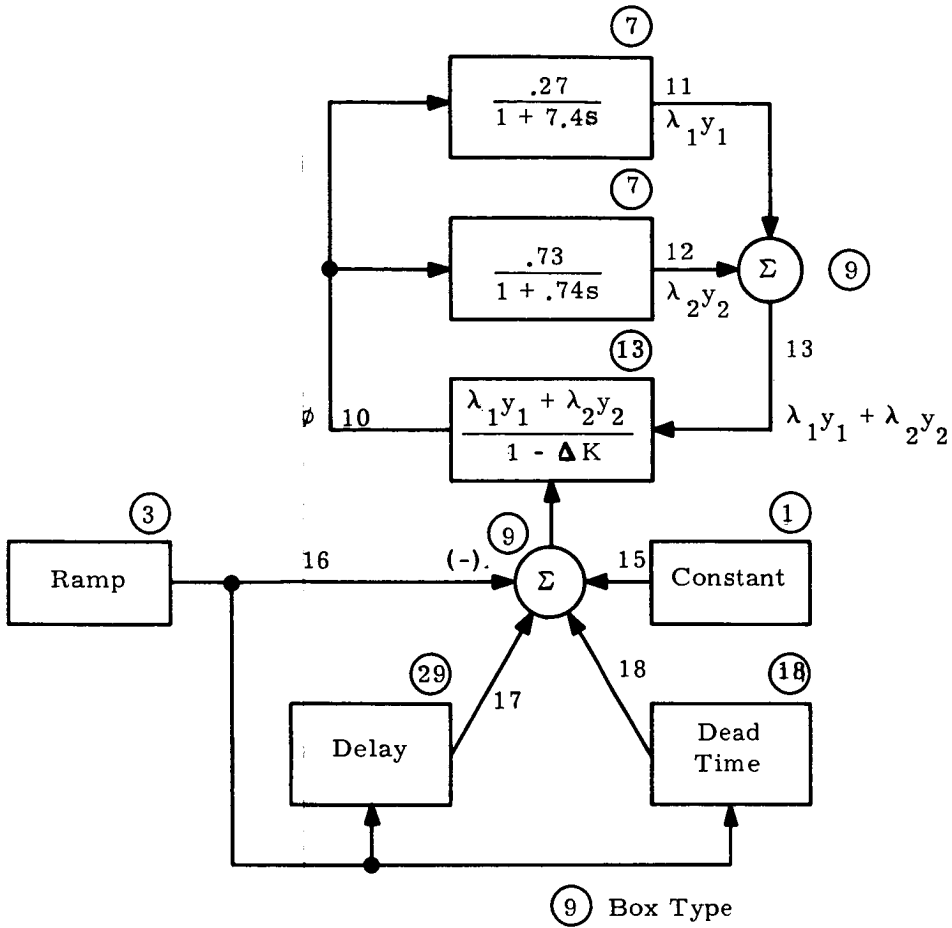 7
.27
1 + 7.4s
11
λ1y1
7
.73
1 + .74s
12
λ2y2
Σ
9
13
13
λ1y1 + λ2y2
1 - ΔK
λ1y1 + λ2y2
ø 10
3
Ramp
16
(-).
9
Σ
15
1
Constant
29
Delay
17
18
18
Dead
Time
9 Box Type